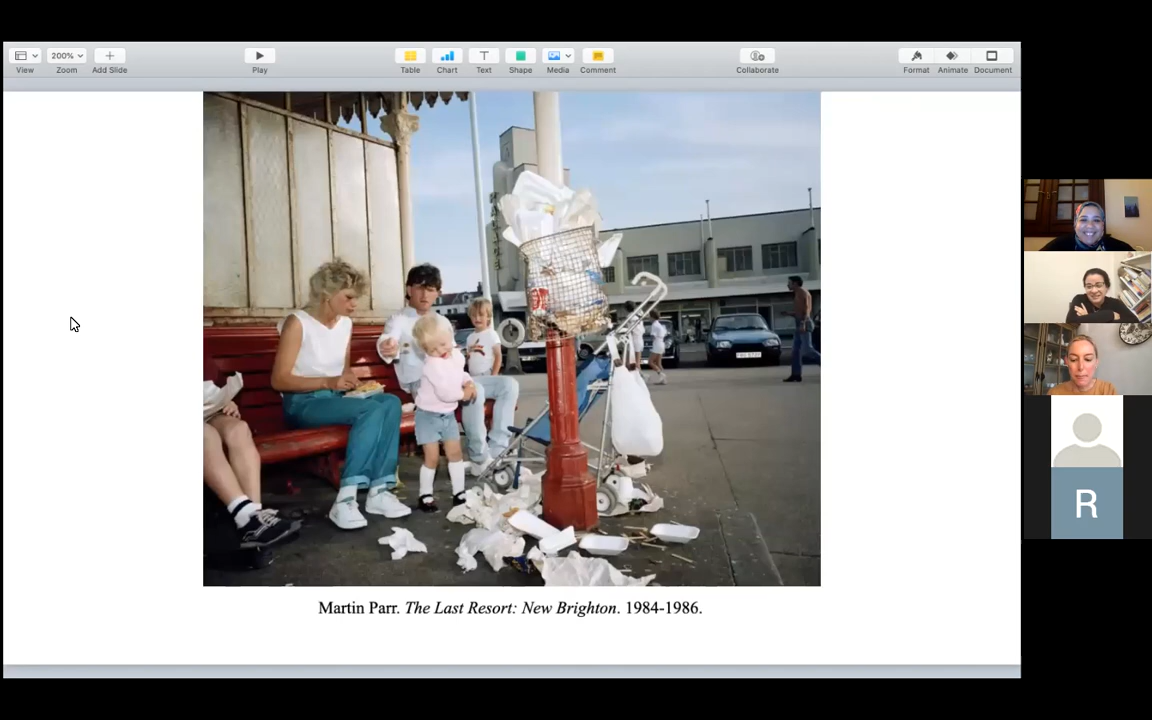 View
200%
Zoom
Add Slide
Play
Table
Chart
Text
Shape
Media
Comment
Collaborate
Format
Animate
Document
Martin Parr. The Last Resort: New Brighton. 1984-1986.
R